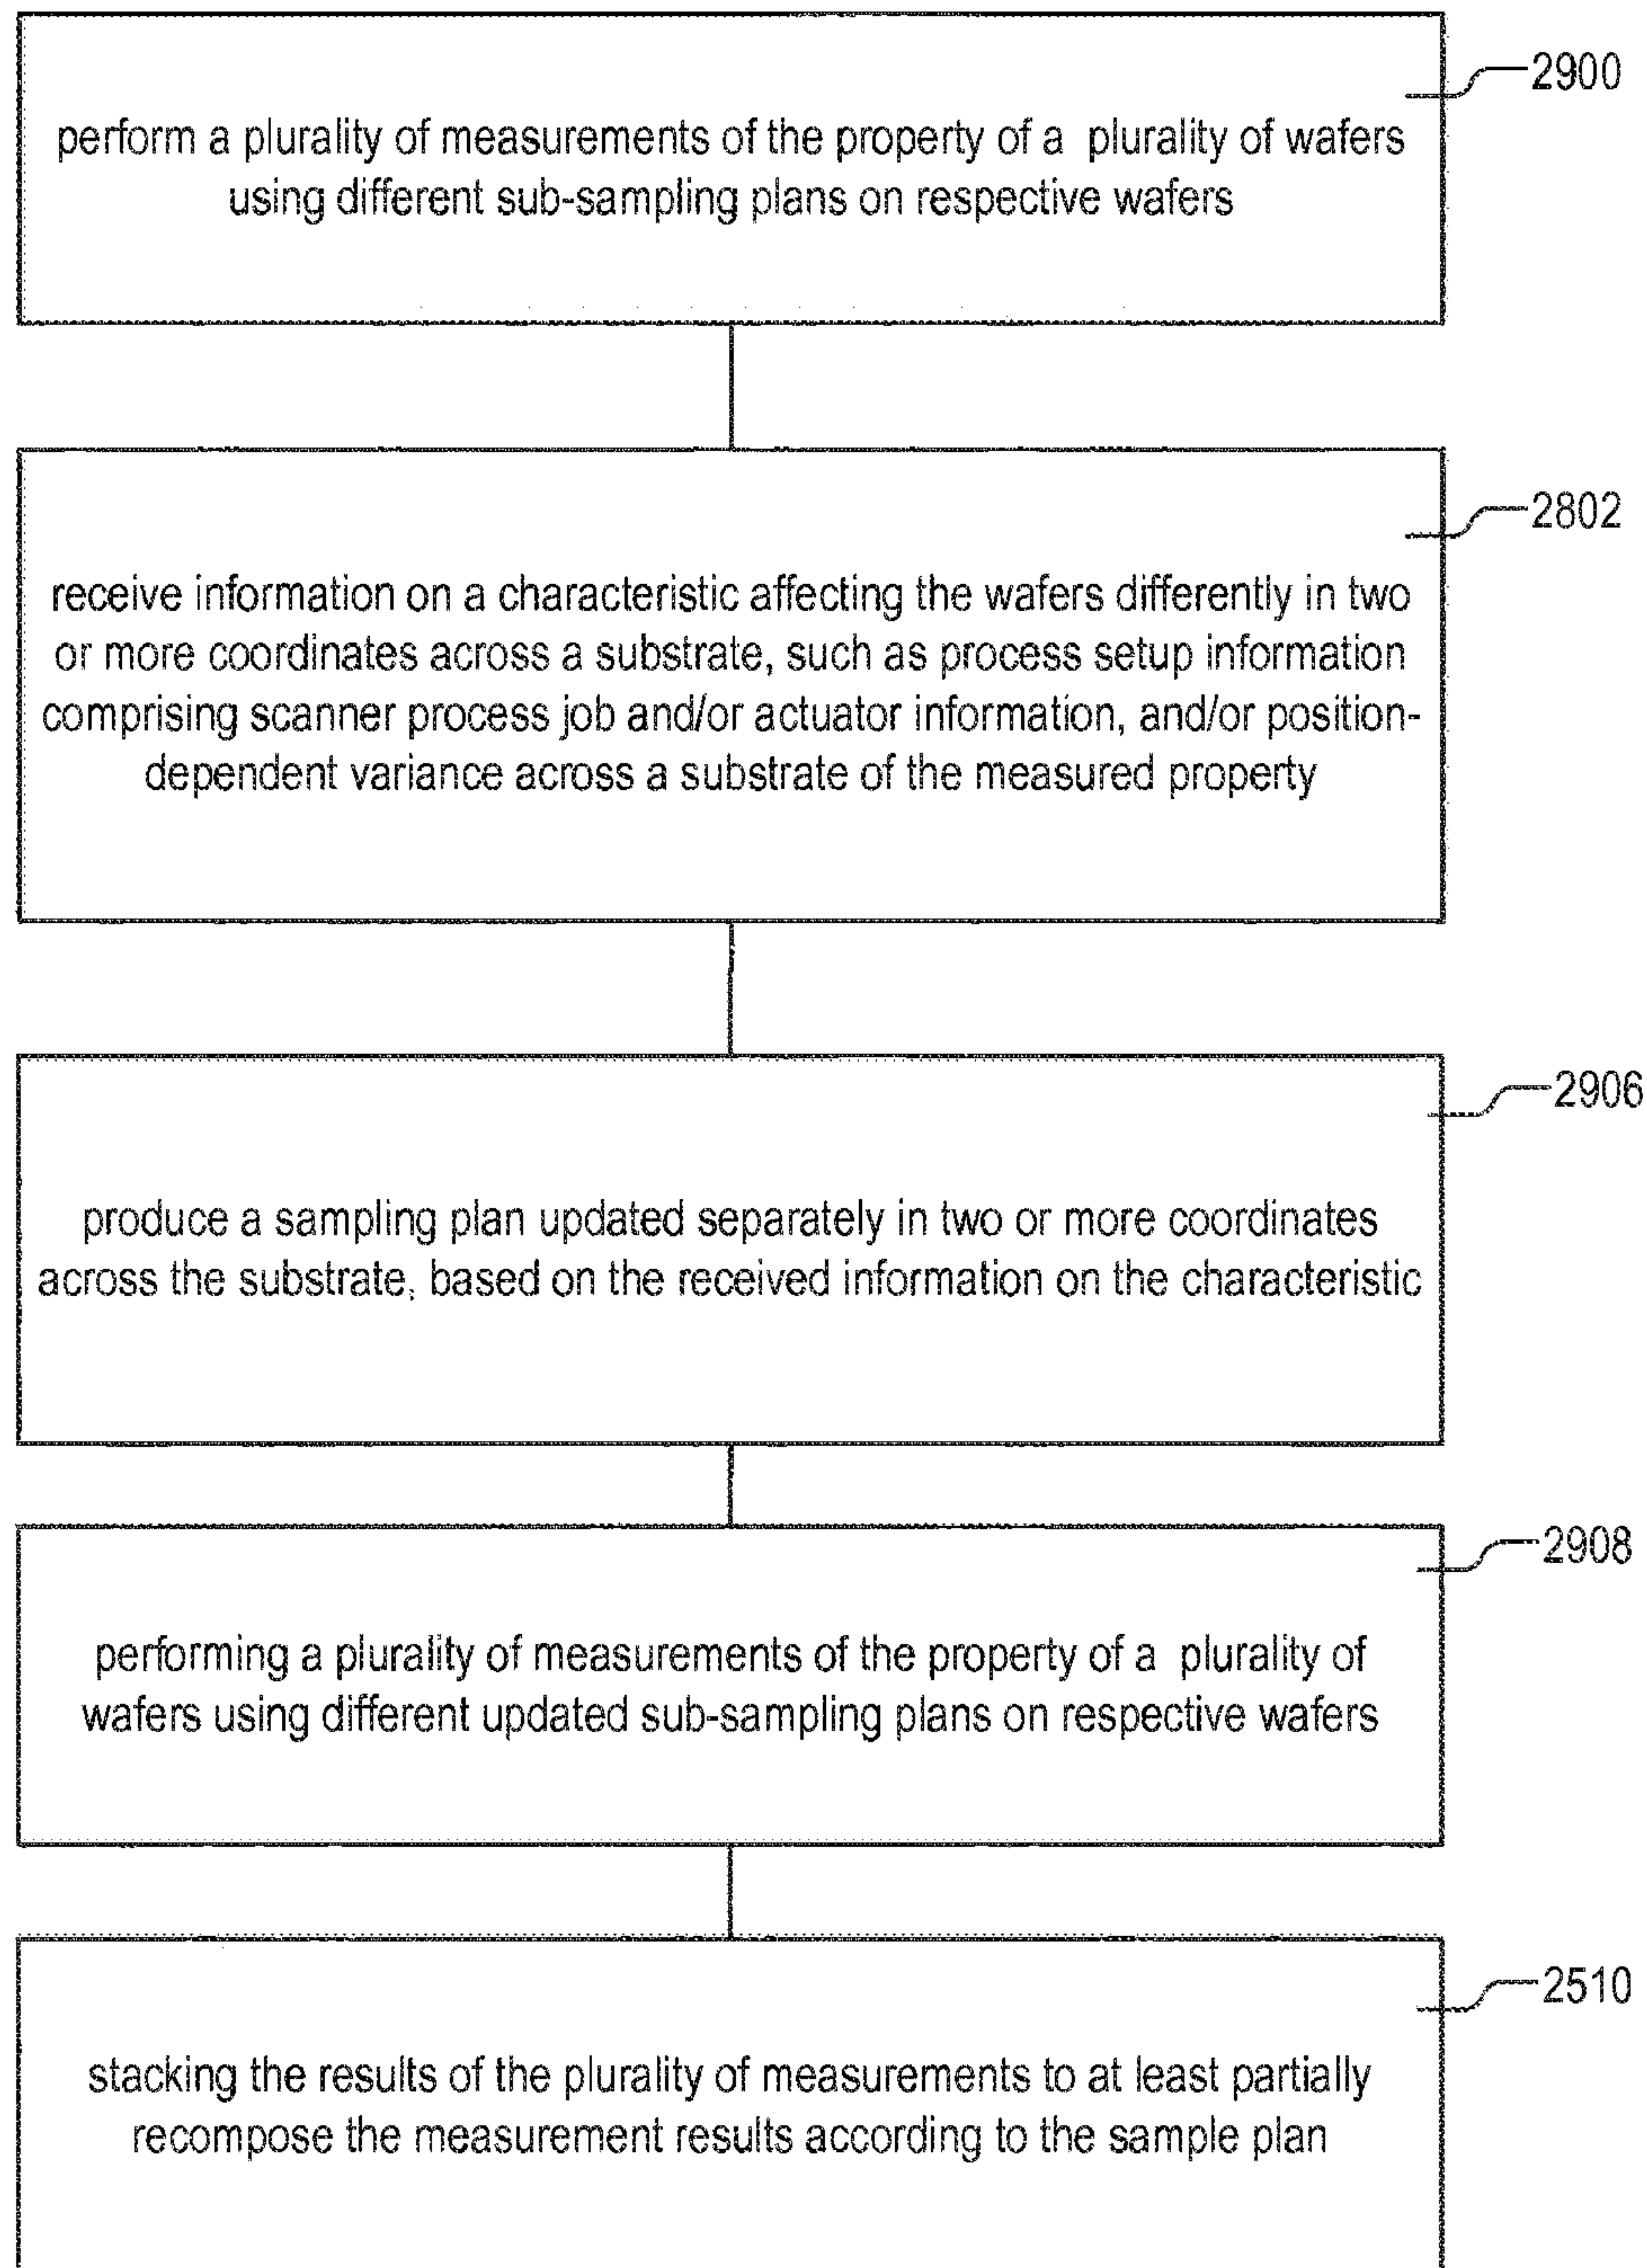 2900
perform a plurality of measurements of the property of a plurality of wafers
using different sub-sampling plans on respective wafers
2802
receive information on a characteristic affecting the wafers differently in two
or more coordinates across a substrate, such as process setup information
comprising scanner process job and/or actuator information, and/or position-
dependent variance across a substrate of the measured property
2906
produce a sampling plan updated separately in two or more coordinates
across the substrate, based on the received information on the characteristic
2908
performing a plurality of measurements of the property of a plurality of
wafers using different updated sub-sampling plans on respective wafers
2510
stacking the results of the plurality of measurements to at least partially
recompose the measurement results according to the sample plan